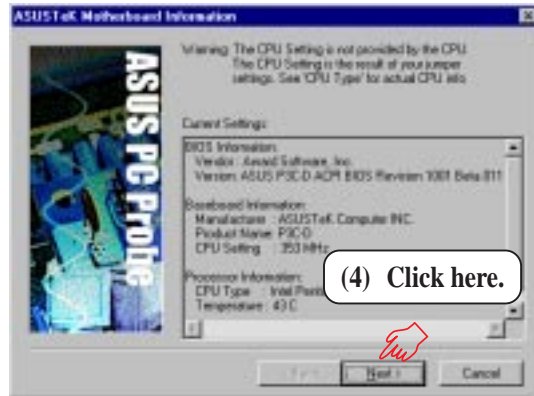 ASUSTeK Motherboard Information
ASUS PC Probe
Warning: The CPU Setting is not provided by the CPU.
The CPU Setting is the result of your jumper
settings. See 'CPU Type' for actual CPU info
Current Settings:
BIOS Information:
Vendor : Award Software, Inc.
Version: ASUS P3C-D ACPI BIOS Revision 1001 Beta 011
Baseboard Information:
Manufacturer : ASUSTeK Computer INC.
Product Name: P3C-D
CPU Setting : 353 MHz
Processor Information:
CPU Type : Intel
Temperature : 43 C
(4) Click here.
Next >
Cancel